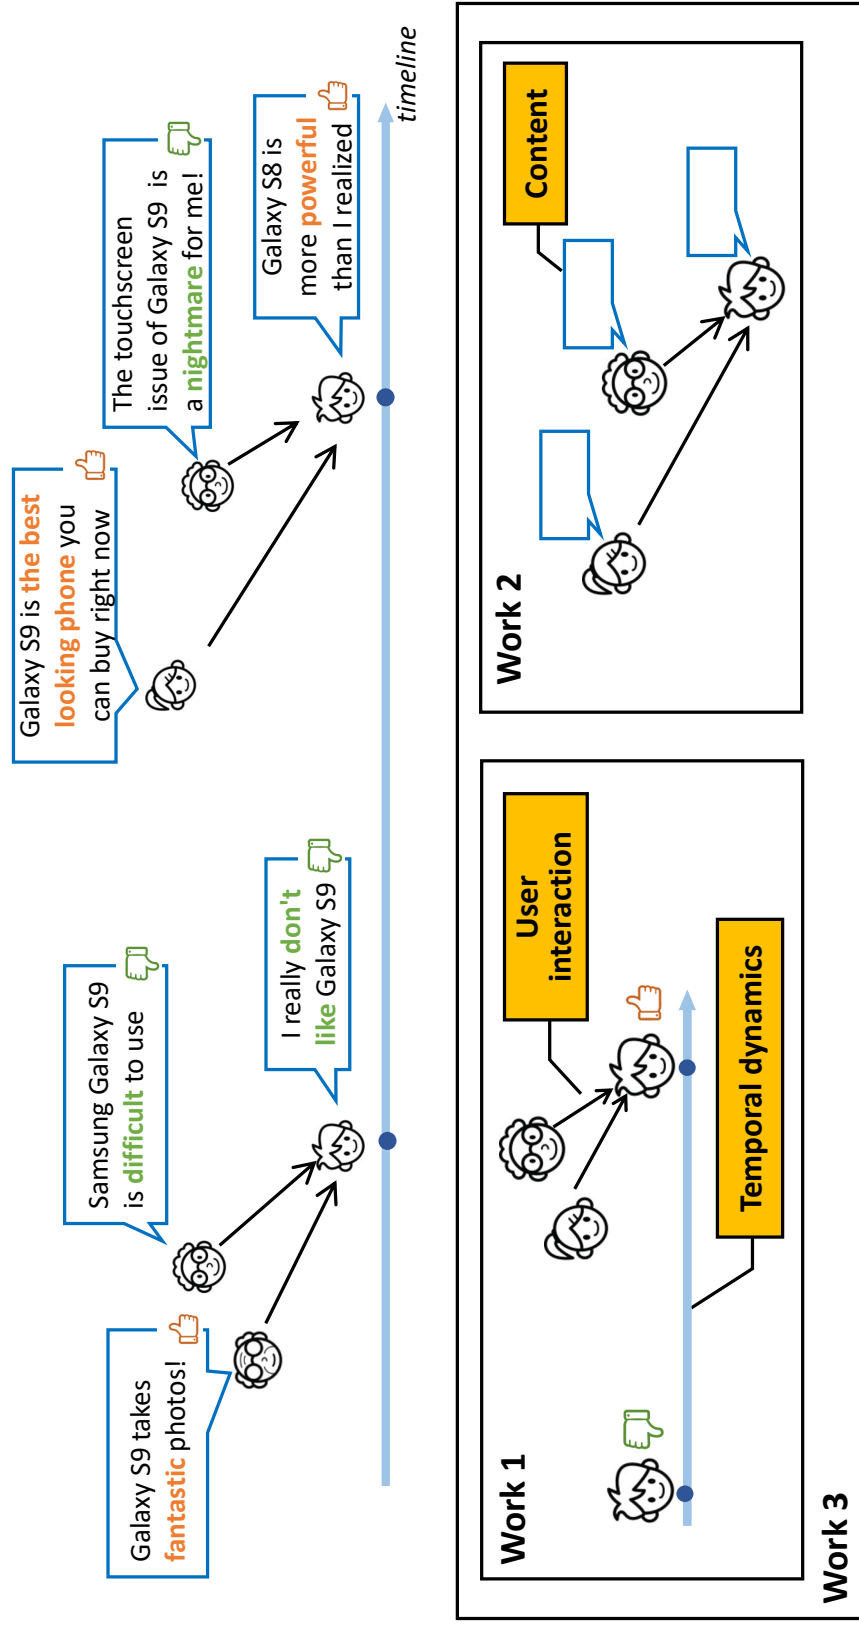 Galaxy S9 takes
fantastic photos!
Samsung Galaxy S9
is difficult to use
I really don't
like Galaxy S9
Galaxy S9 is the best
looking phone you
can buy right now
The touchscreen
issue of Galaxy S9 is
a nightmare for me!
Galaxy S8 is
more powerful
than I realized
timeline
Work 1
User
interaction
Temporal dynamics
Work 2
Content
Work 3